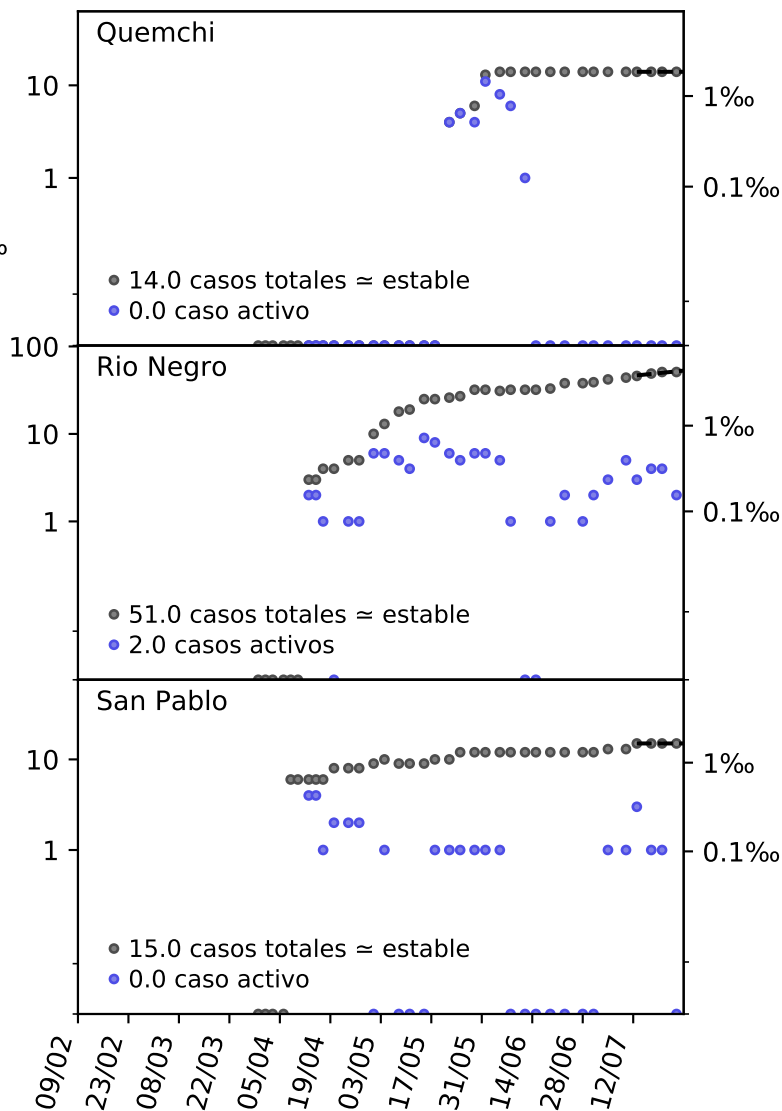 Quemchi
10
1‰
1
0.1‰
‰
14.0 casos totales ≃ estable
0.0 caso activo
100
Rio Negro
10
1‰
1
0.1‰
51.0 casos totales ≃ estable
2.0 casos activos
San Pablo
10
1‰
1
0.1‰
15.0 casos totales ≃ estable
0.0 caso activo
09/02
23/02
08/03
22/03
05/04
19/04
03/05
17/05
31/05
14/06
28/06
12/07